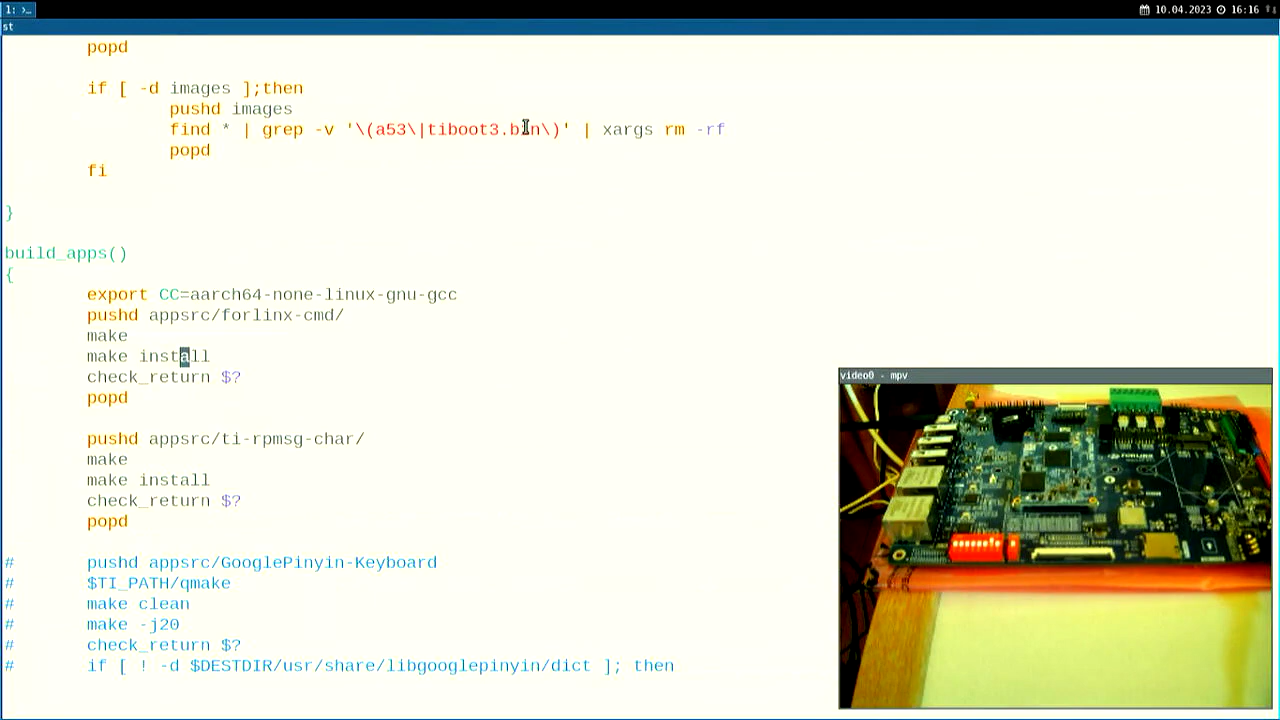 1: >_
10.04.2023 16:16
st
popd
if [ -d images ];then
pushd images
find * | grep -v '\(a53\|tiboot3.bin\)' | xargs rm -rf
popd
fi
}
build_apps()
{
export CC=aarch64-none-linux-gnu-gcc
pushd appsrc/forlinx-cmd/
make
make install
check_return $?
popd
pushd appsrc/ti-rpmsg-char/
make
make install
check_return $?
popd
# pushd appsrc/GooglePinyin-Keyboard
# $TI_PATH/qmake
# make clean
# make -j20
# check_return $?
# if [ ! -d $DESTDIR/usr/share/libgooglepinyin/dict ]; then
video0 - mpv
FORLINX